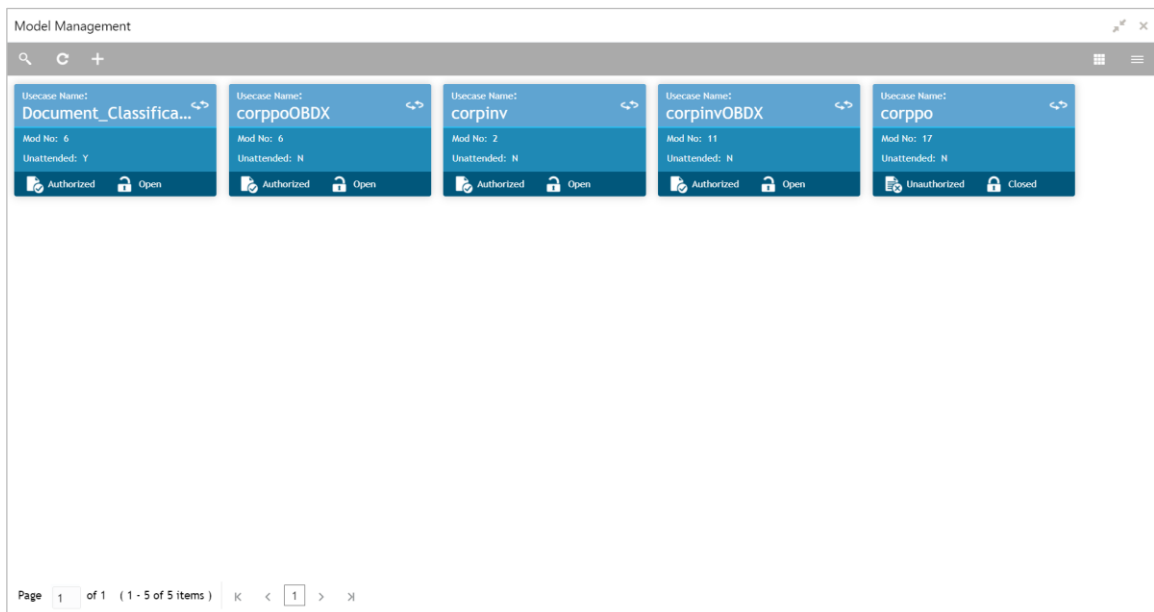 Model Management
Usecase Name:
Document_Classifica...
Mod No: 6
Unattended: Y
Authorized Open
Usecase Name:
corppoOBDX
Mod No: 6
Unattended: N
Authorized Open
Usecase Name:
corpinv
Mod No: 2
Unattended: N
Authorized Open
Usecase Name:
corpinvOBDX
Mod No: 11
Unattended: N
Authorized Open
Usecase Name:
corppo
Mod No: 17
Unattended: N
Unauthorized Closed
Page 1 of 1 ( 1 - 5 of 5 items ) 1